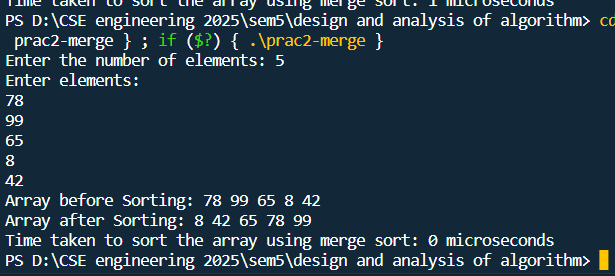 Time taken to sort the array using merge sort: 1 microseconds
PS D:\CSE engineering 2025\sem5\design and analysis of algorithm> cd
prac2-merge } ; if ($?) { .\prac2-merge }
Enter the number of elements: 5
Enter elements:
78
99
65
8
42
Array before Sorting: 78 99 65 8 42
Array after Sorting: 8 42 65 78 99
Time taken to sort the array using merge sort: 0 microseconds
PS D:\CSE engineering 2025\sem5\design and analysis of algorithm>